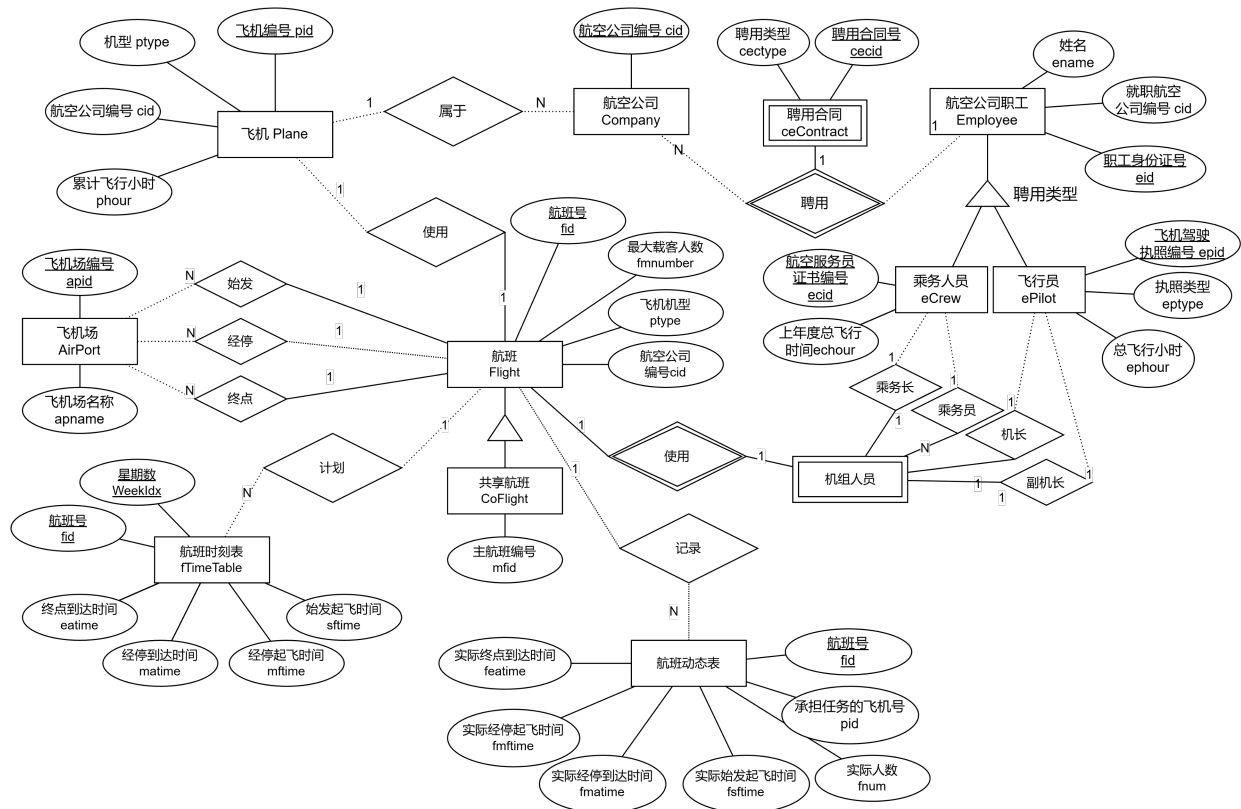 飞机编号 pid
机型 ptype
航空公司编号 cid
累计飞行小时
phour
飞机 Plane
1
属于
N
航空公司编号 cid
航空公司
Company
N
聘用类型
cectype
聘用合同号
cecid
聘用合同
ceContract
1
聘用
姓名
ename
就职航空
公司编号 cid
职工身份证号
eid
航空公司职工
Employee
1
聘用类型
1
使用
1
航班号
fid
最大载客人数
fmnumber
飞机机型
ptype
航空公司
编号cid
航班
Flight
飞机场编号
apid
飞机场
AirPort
飞机场名称
apname
N
始发
1
N
经停
1
N
终点
1
航空服务员
证书编号
ecid
上年度总飞行
时间echour
乘务人员
eCrew
飞行员
ePilot
飞机驾驶
执照编号 epid
执照类型
eptype
总飞行小时
ephour
1
乘务长
1
1
乘务员
N
1
机长
1
1
副机长
1
机组人员
1
使用
1
共享航班
CoFlight
主航班编号
mfid
1
计划
N
星期数
WeekIdx
航班号
fid
航班时刻表
fTimeTable
终点到达时间
eatime
经停到达时间
matime
经停起飞时间
mftime
始发起飞时间
sftime
1
记录
N
航班动态表
实际终点到达时间
featime
实际经停起飞时间
fmftime
实际经停到达时间
fmatime
实际始发起飞时间
fsftime
实际人数
fnum
承担任务的飞机号
pid
航班号
fid